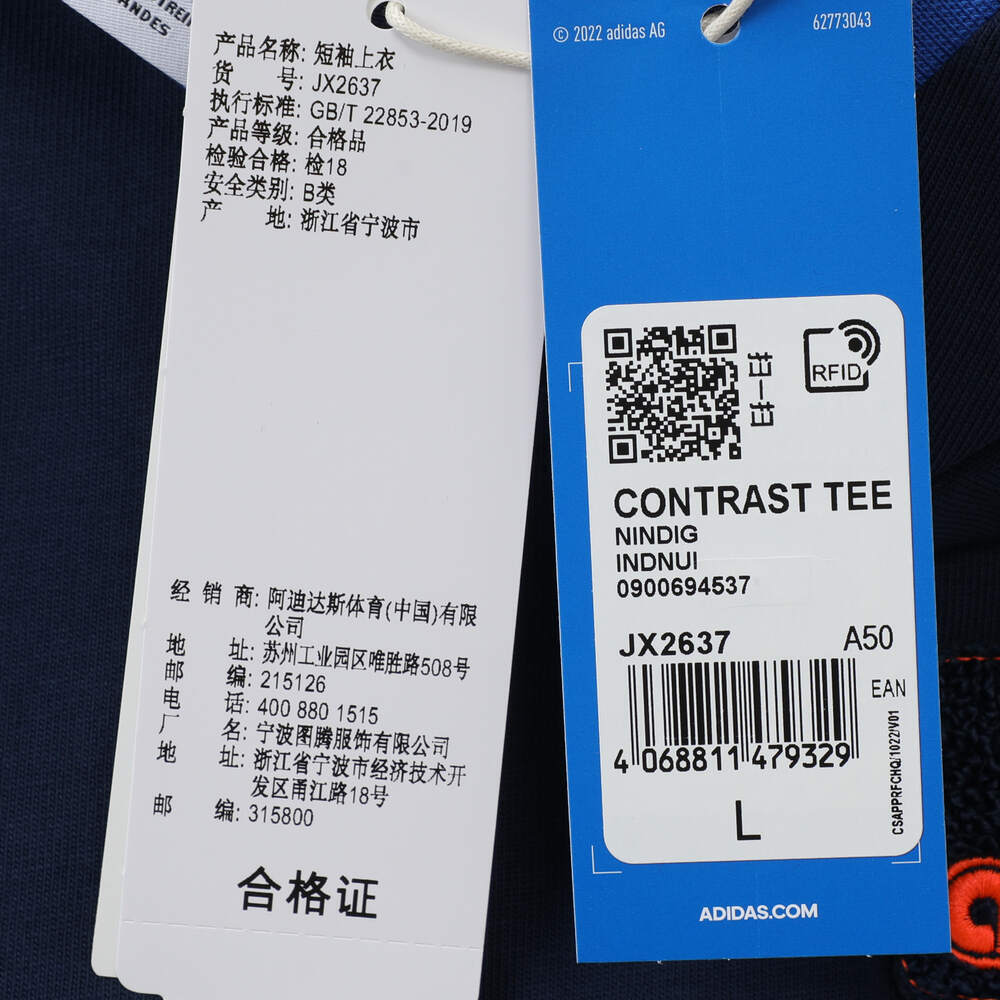 TREI
ANDES
产品名称: 短袖上衣
货 号: JX2637
执行标准: GB/T 22853-2019
产品等级: 合格品
检验合格: 检18
安全类别: B类
产 地: 浙江省宁波市
经 销 商: 阿迪达斯体育(中国)有限
公司
地 址: 苏州工业园区唯胜路508号
邮 编: 215126
电 话: 400 880 1515
厂 名: 宁波图腾服饰有限公司
地 址: 浙江省宁波市经济技术开
发区甬江路18号
邮 编: 315800
合格证
© 2022 adidas AG
62773043
扫一扫
RFID
CONTRAST TEE
NINDIG
INDNUI
0900694537
JX2637 A50
EAN
4 068811 479329
CSAPPRFCHQ/1022/V01
L
ADIDAS.COM